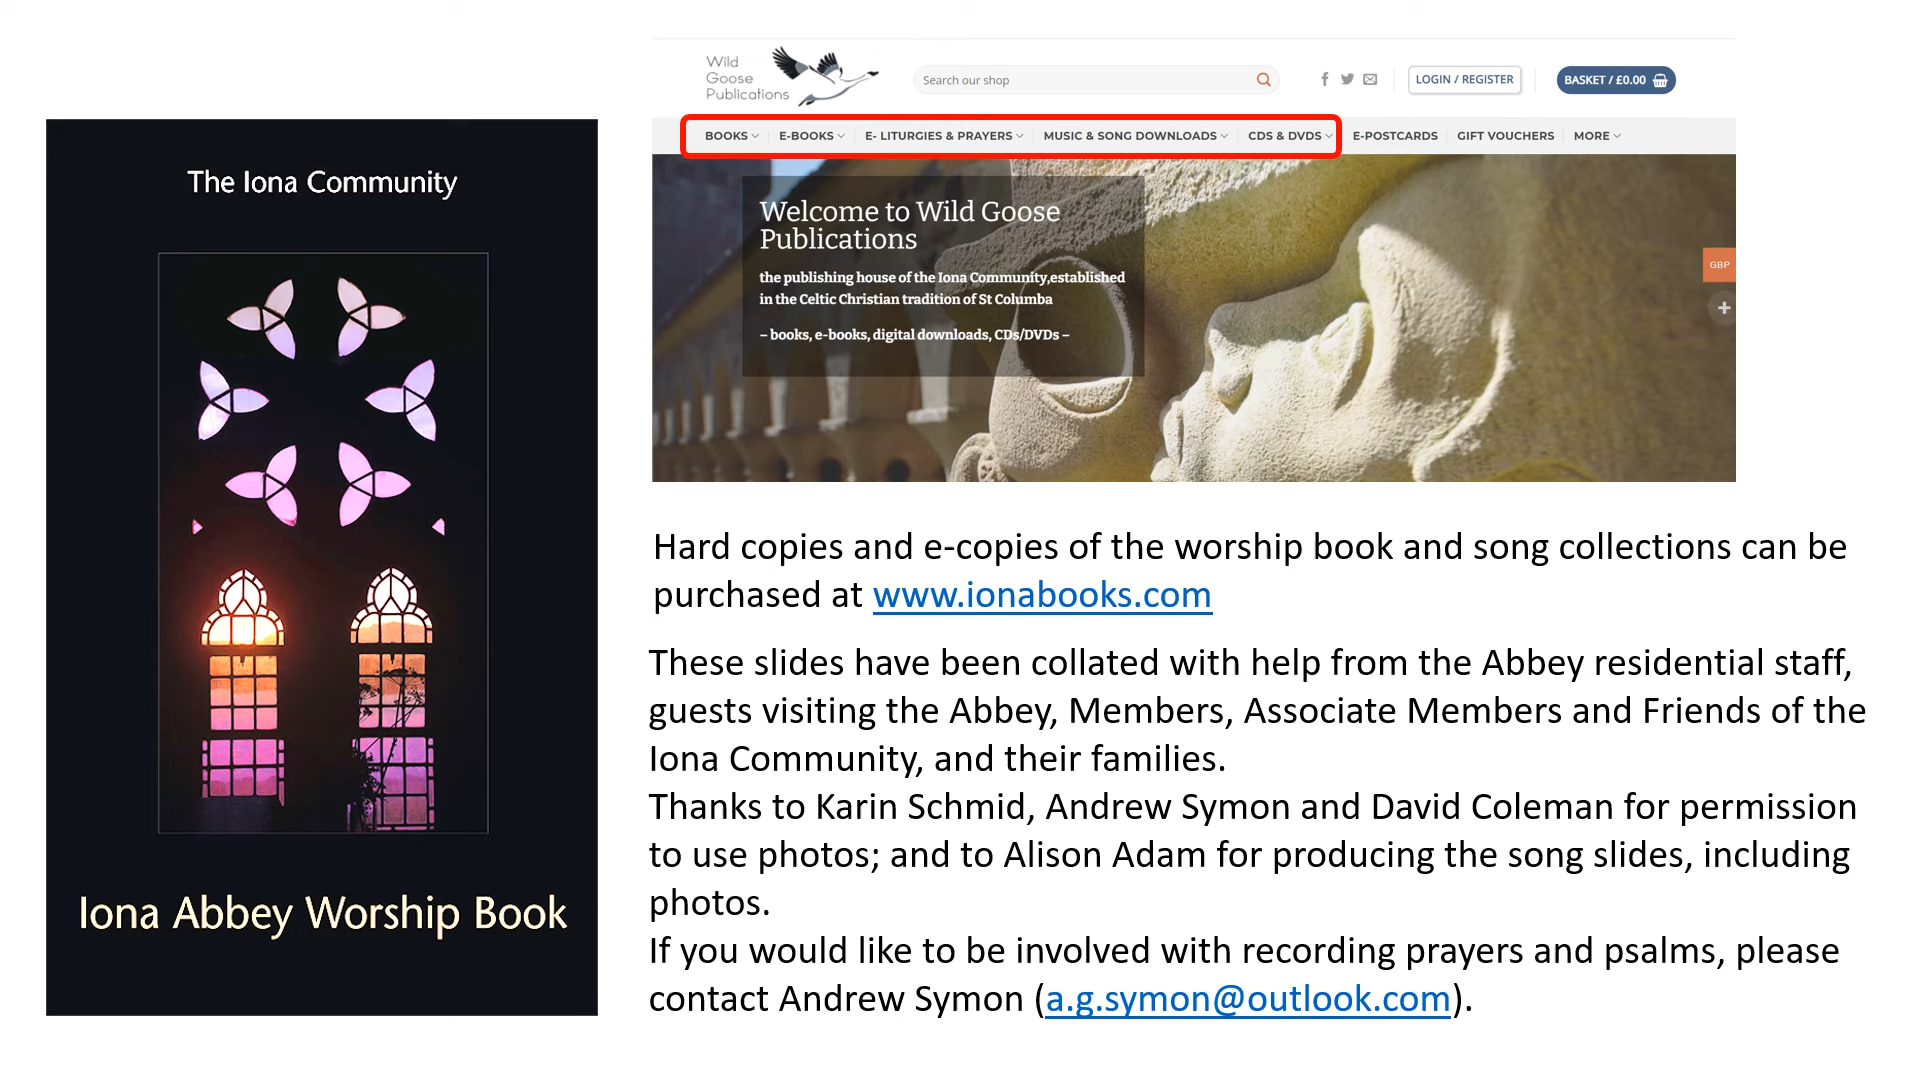 The Iona Community
Iona Abbey Worship Book
Wild
Goose
Publications
Search our shop
LOGIN / REGISTER
BASKET / £0.00
BOOKS
E-BOOKS
E- LITURGIES & PRAYERS
MUSIC & SONG DOWNLOADS
CDS & DVDS
E-POSTCARDS
GIFT VOUCHERS
MORE
Welcome to Wild Goose
Publications
the publishing house of the Iona Community,established
in the Celtic Christian tradition of St Columba
– books, e-books, digital downloads, CDs/DVDs –
GBP
Hard copies and e-copies of the worship book and song collections can be
purchased at www.ionabooks.com
These slides have been collated with help from the Abbey residential staff,
guests visiting the Abbey, Members, Associate Members and Friends of the
Iona Community, and their families.
Thanks to Karin Schmid, Andrew Symon and David Coleman for permission
to use photos; and to Alison Adam for producing the song slides, including
photos.
If you would like to be involved with recording prayers and psalms, please
contact Andrew Symon (a.g.symon@outlook.com).